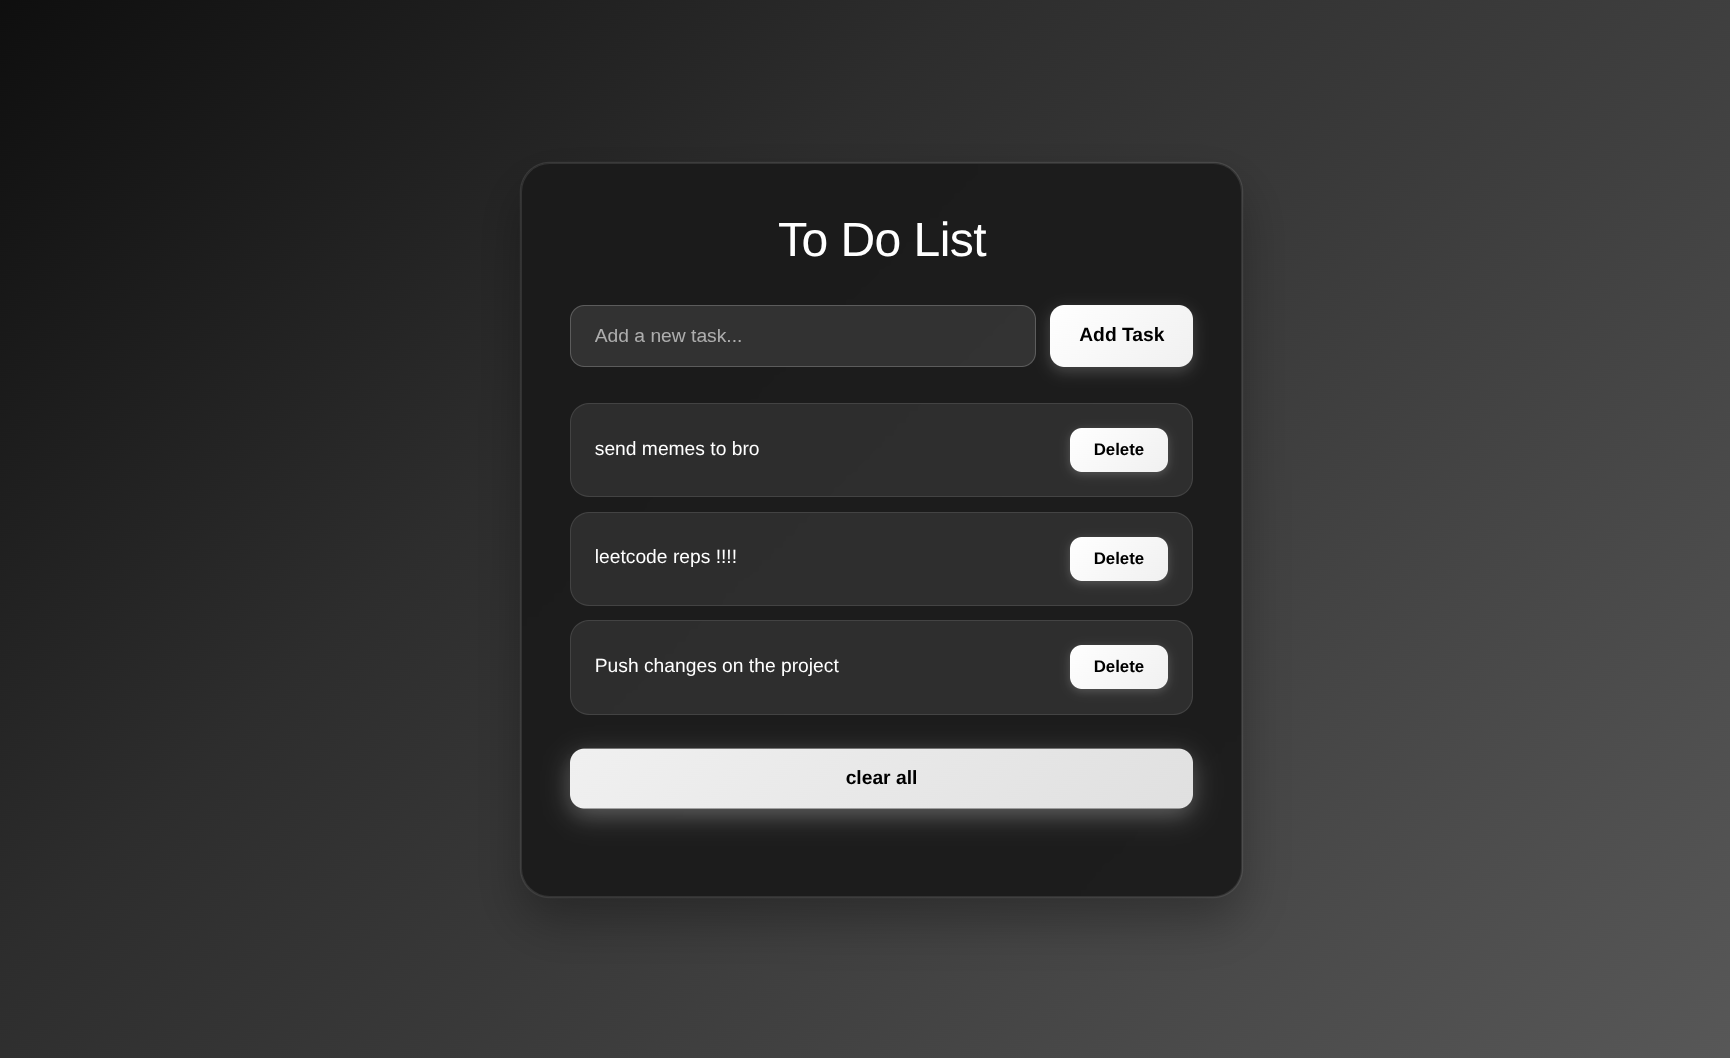 To Do List
Add a new task...
Add Task
send memes to bro
Delete
leetcode reps !!!!
Delete
Push changes on the project
Delete
clear all